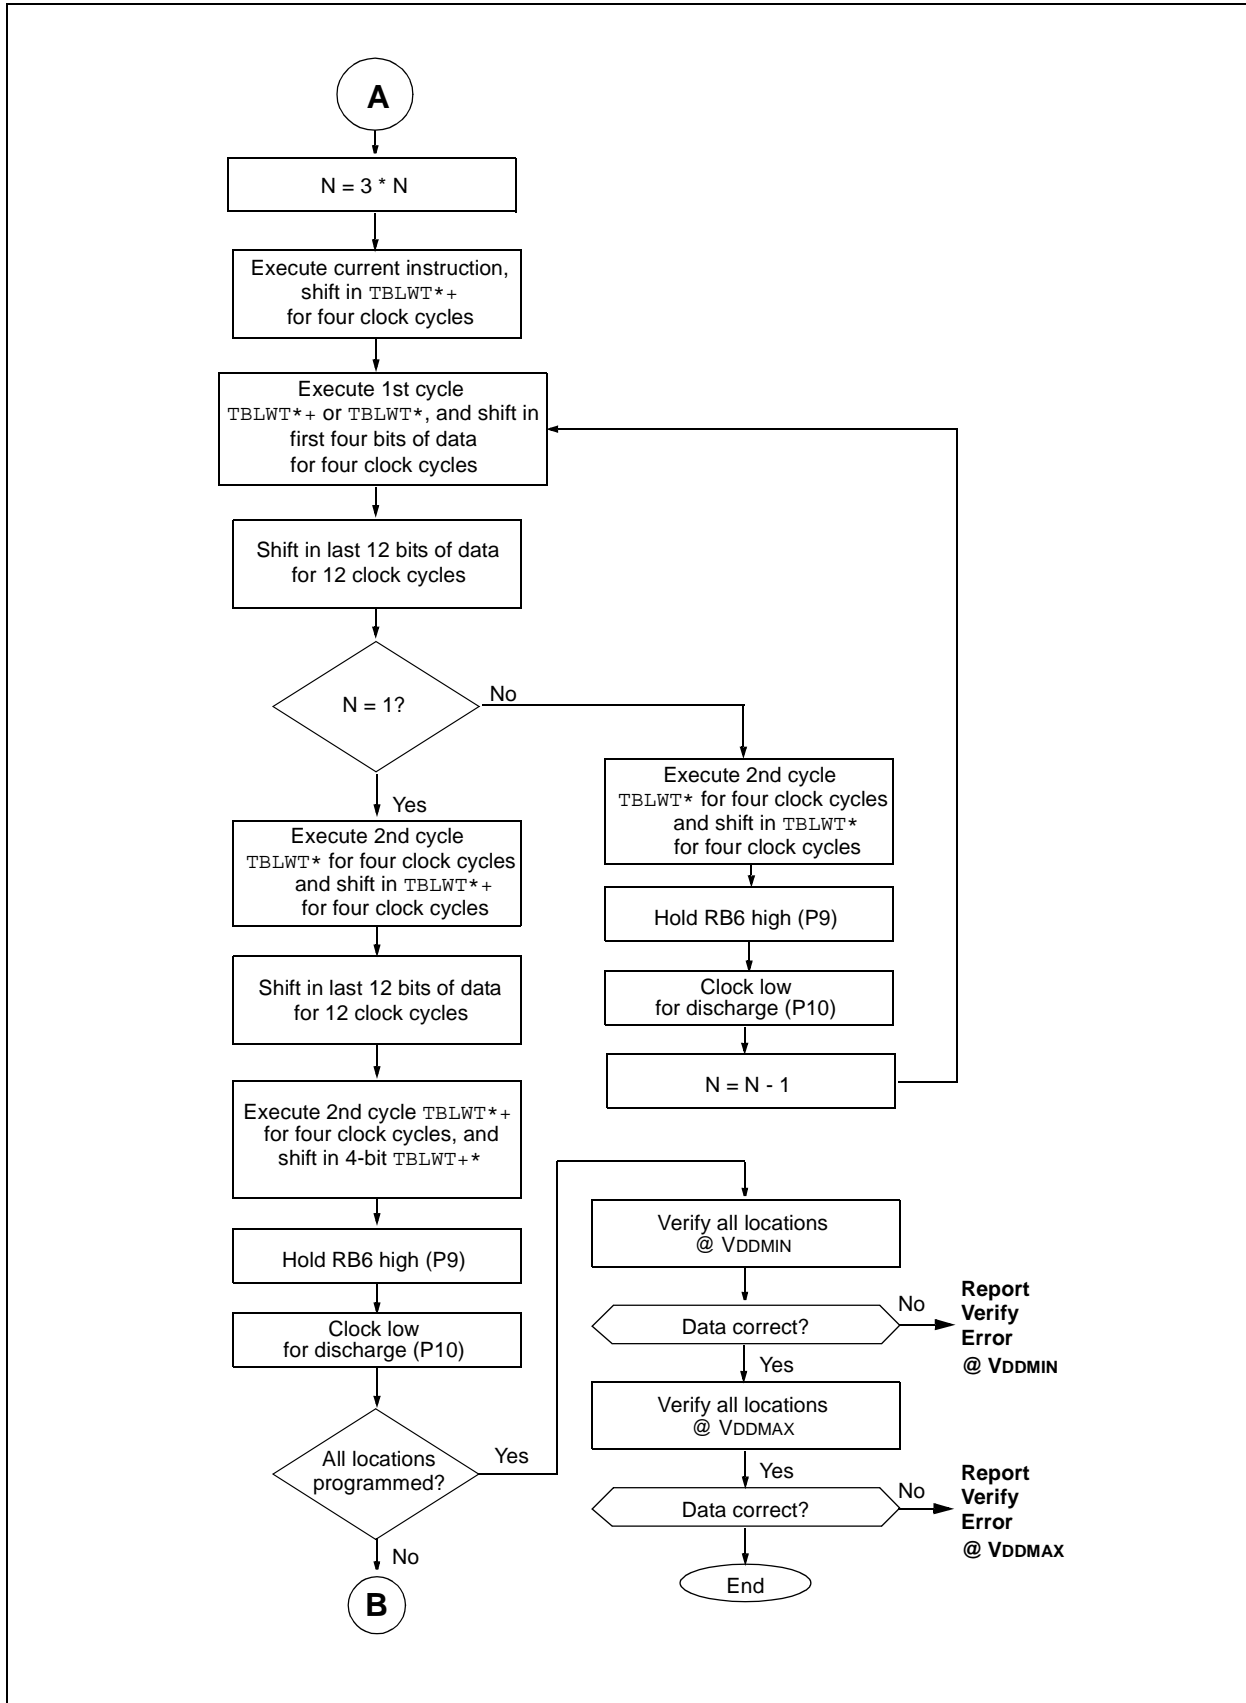 A
N = 3 * N
Execute current instruction,
shift in TBLWT*+
for four clock cycles
Execute 1st cycle
TBLWT*+ or TBLWT*, and shift in
first four bits of data
for four clock cycles
Shift in last 12 bits of data
for 12 clock cycles
N = 1?
No
Yes
Execute 2nd cycle
TBLWT* for four clock cycles
and shift in TBLWT*
for four clock cycles
Hold RB6 high (P9)
Clock low
for discharge (P10)
N = N - 1
Execute 2nd cycle
TBLWT* for four clock cycles
and shift in TBLWT*+
for four clock cycles
Shift in last 12 bits of data
for 12 clock cycles
Execute 2nd cycle TBLWT*+
for four clock cycles, and
shift in 4-bit TBLWT+*
Hold RB6 high (P9)
Clock low
for discharge (P10)
All locations
programmed?
Yes
No
B
Verify all locations
@ VDDMIN
Data correct?
No
Report
Verify
Error
@ VDDMIN
Yes
Verify all locations
@ VDDMAX
Yes
Data correct?
No
Report
Verify
Error
@ VDDMAX
End